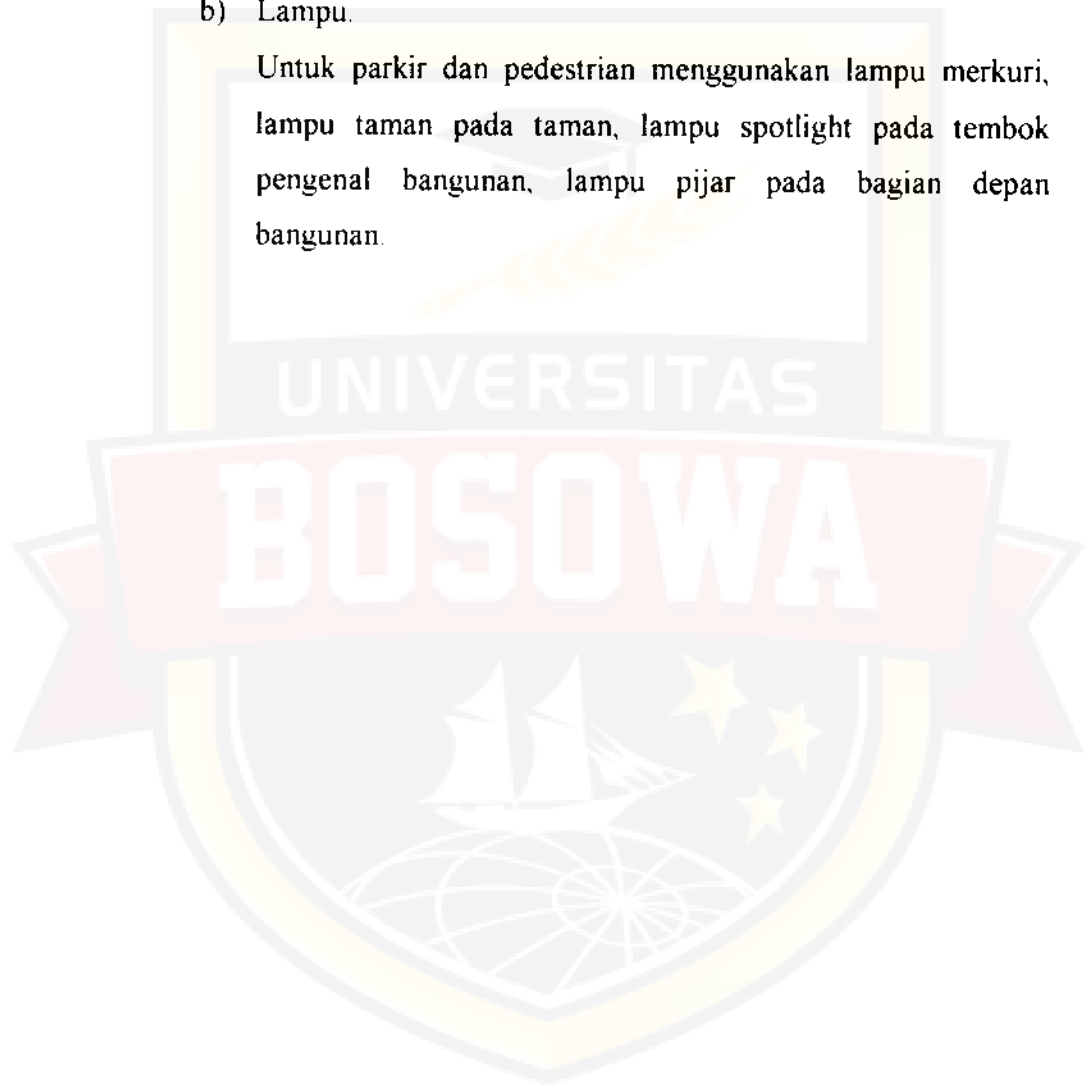 b) Lampu.
Untuk parkir dan pedestrian menggunakan lampu merkuri,
lampu taman pada taman, lampu spotlight pada tembok
pengenal bangunan, lampu pijar pada bagian depan
bangunan.
UNIVERSITAS
BOSOWA